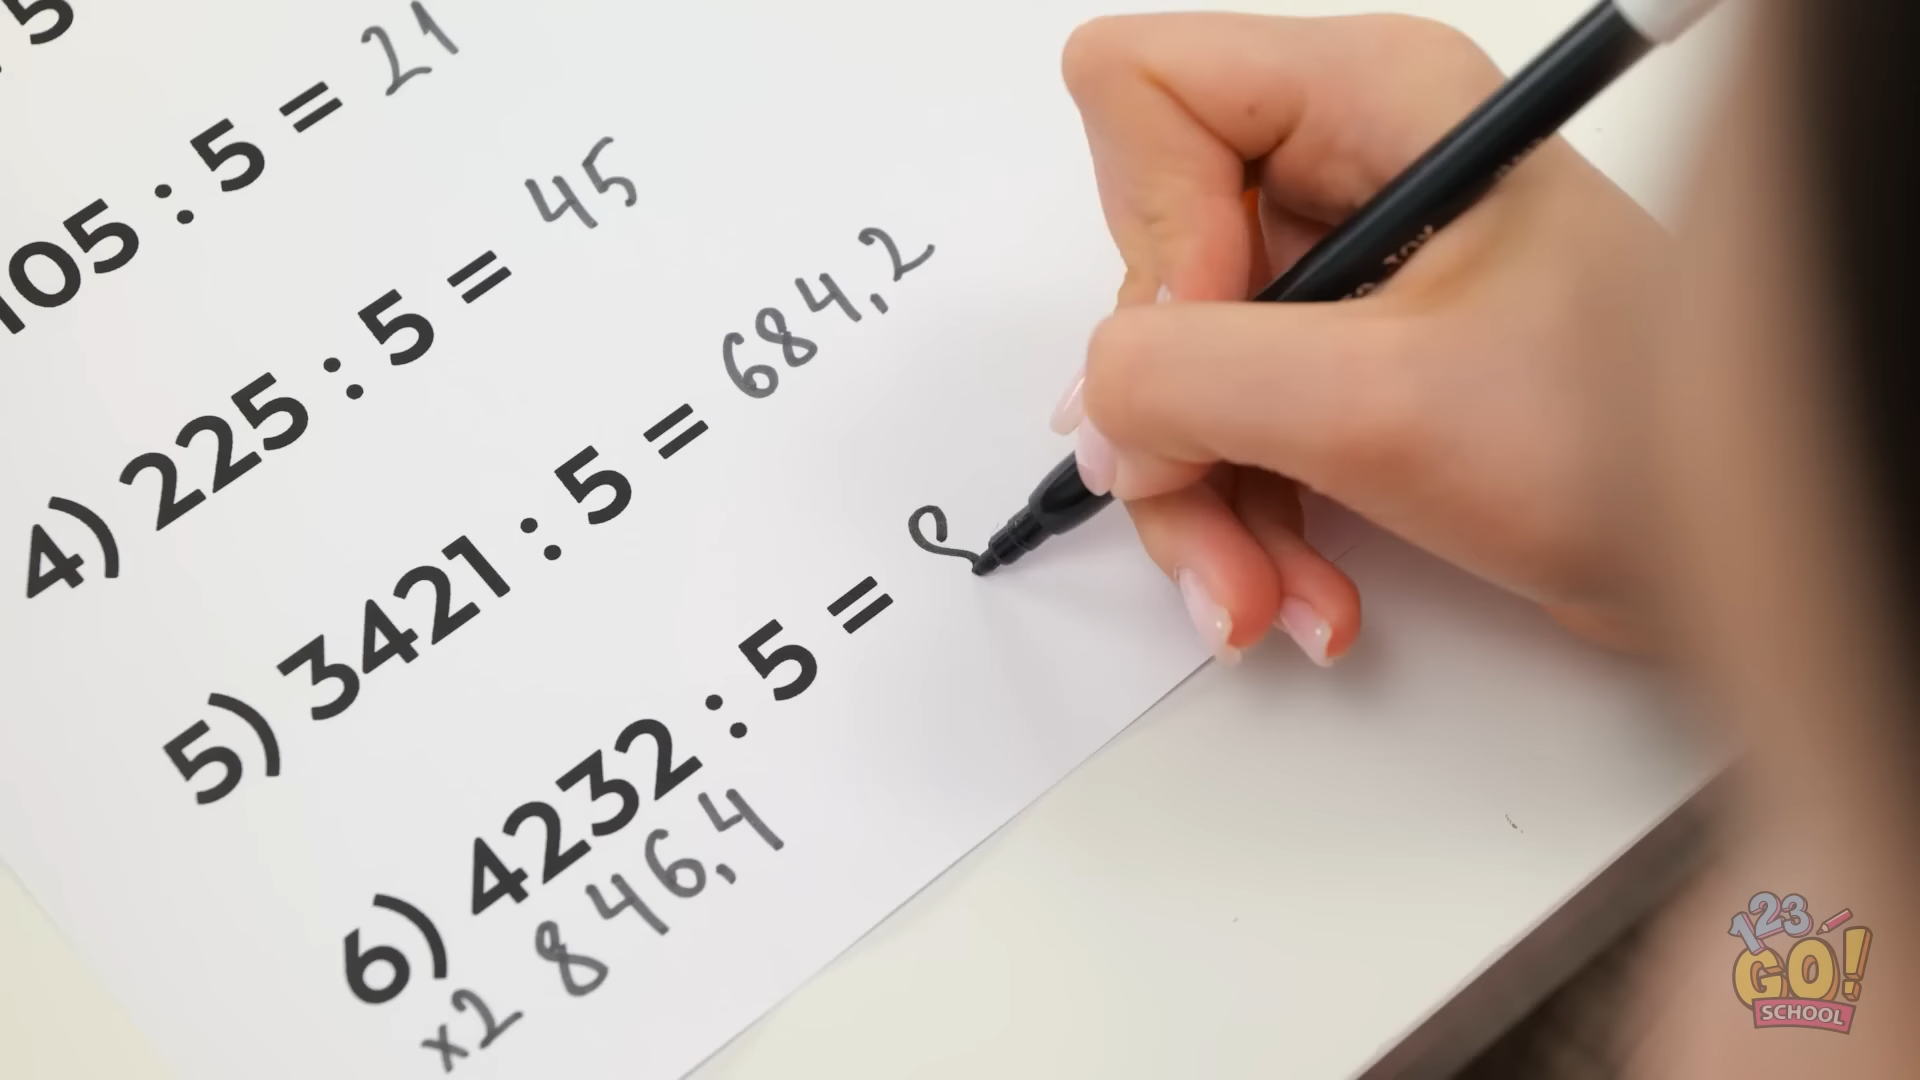 5
105 : 5 = 21
4) 225 : 5 = 45
5) 3421 : 5 = 684,2
6) 4232 : 5 =
x2 846,4
123
GO!
SCHOOL